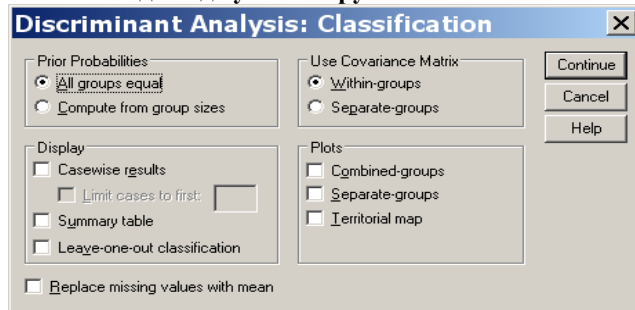 Discriminant Analysis: Classification
Prior Probabilities
All groups equal
Compute from group sizes
Use Covariance Matrix
Within-groups
Separate-groups
Continue
Cancel
Help
Display
Casewise results
Limit cases to first:
Summary table
Leave-one-out classification
Plots
Combined-groups
Separate-groups
Territorial map
Replace missing values with mean